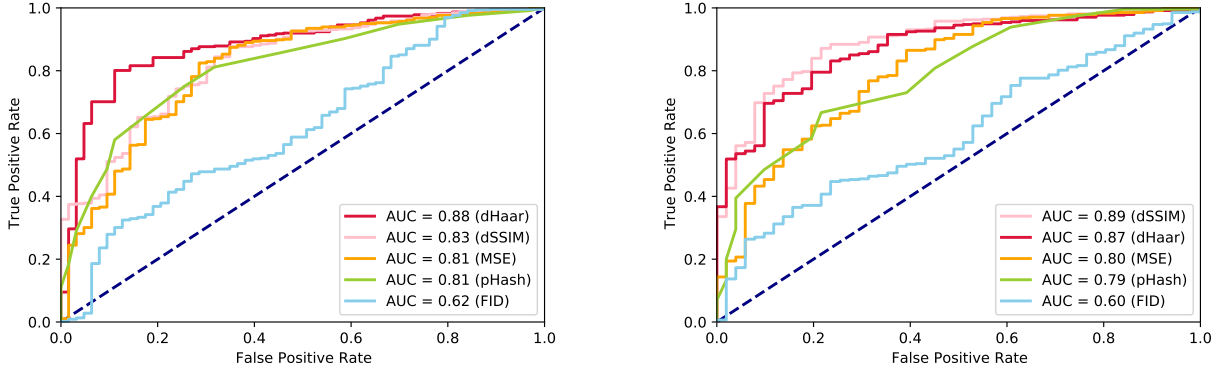 1.0
0.8
0.6
0.4
0.2
0.0
True Positive Rate
0.0 0.2 0.4 0.6 0.8 1.0
False Positive Rate
AUC = 0.88 (dHaar)
AUC = 0.83 (dSSIM)
AUC = 0.81 (MSE)
AUC = 0.81 (pHash)
AUC = 0.62 (FID)
1.0
0.8
0.6
0.4
0.2
0.0
True Positive Rate
0.0 0.2 0.4 0.6 0.8 1.0
False Positive Rate
AUC = 0.89 (dSSIM)
AUC = 0.87 (dHaar)
AUC = 0.80 (MSE)
AUC = 0.79 (pHash)
AUC = 0.60 (FID)